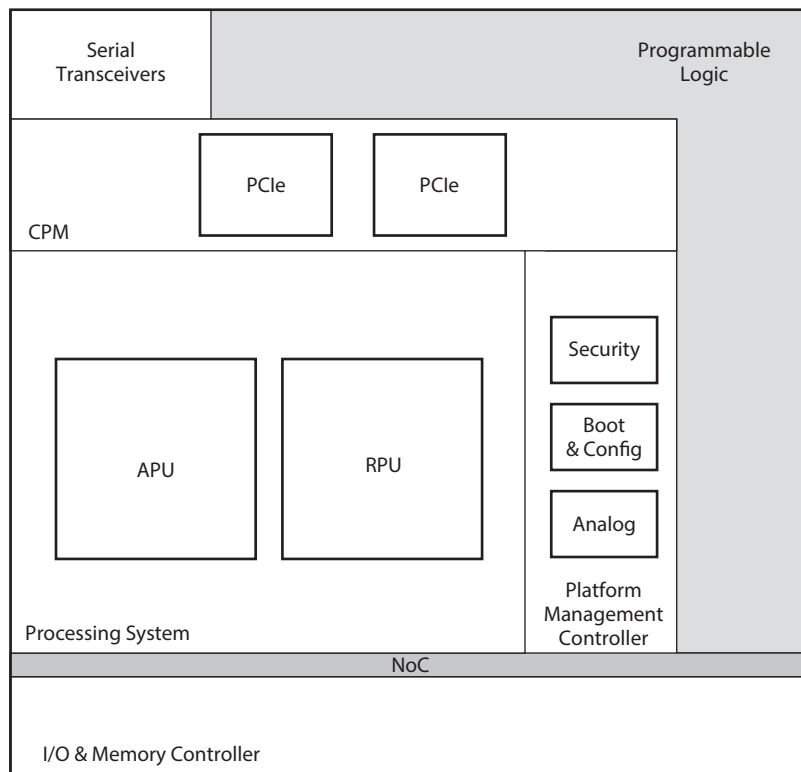 Serial
Transceivers
Programmable
Logic
PCIe
PCIe
CPM
Security
Boot
& Config
APU
RPU
Analog
Platform
Management
Controller
Processing System
NoC
I/O & Memory Controller